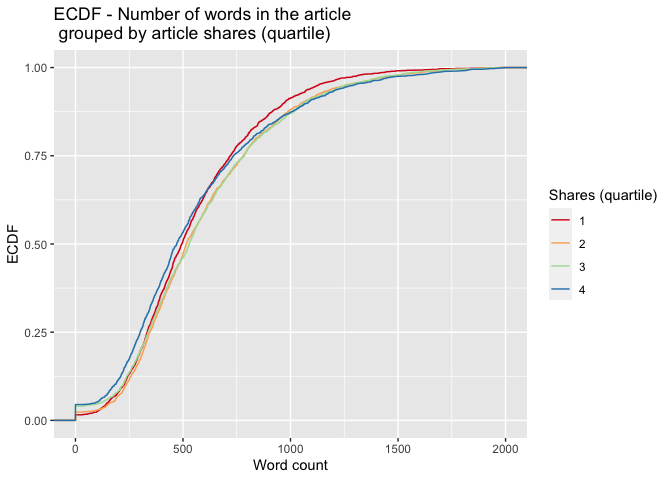 ECDF - Number of words in the article
grouped by article shares (quartile)
1.00
0.75
0.50
0.25
0.00
ECDF
0
500
1000
1500
2000
Word count
Shares (quartile)
1
2
3
4